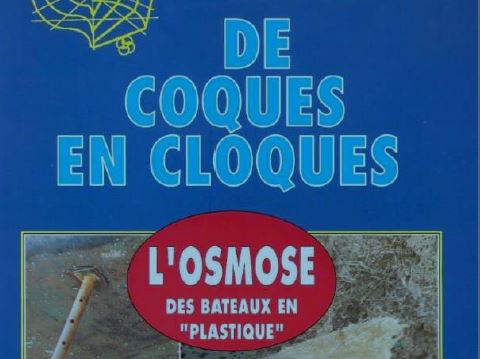 DE
COQUES
EN CLOQUES
L'OSMOSE
DES BATEAUX EN
"PLASTIQUE"